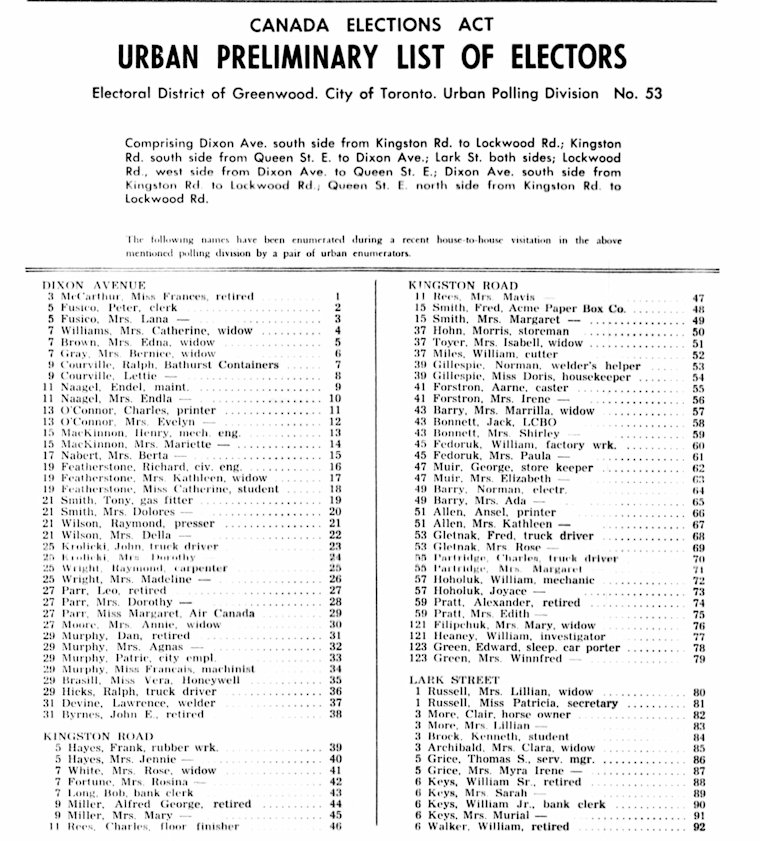 CANADA ELECTIONS ACT
URBAN PRELIMINARY LIST OF ELECTORS
Electoral District of Greenwood. City of Toronto. Urban Polling Division No. 53
Comprising Dixon Ave. south side from Kingston Rd. to Lockwood Rd.; Kingston
Rd. south side from Queen St. E. to Dixon Ave.; Lark St. both sides; Lockwood
Rd., west side from Dixon Ave. to Queen St. E.; Dixon Ave. south side from
Kingston Rd. to Lockwood Rd.; Queen St. E. north side from Kingston Rd. to
Lockwood Rd.
The following names have been enumerated during a recent house-to-house visitation in the above
mentioned polling division by a pair of urban enumerators.
DIXON AVENUE
3 McCarthur, Miss Frances, retired 1
5 Fusico, Peter, clerk 2
5 Fusico, Mrs. Lana — 3
7 Williams, Mrs. Catherine, widow 4
7 Brown, Mrs. Edna, widow 5
7 Gray, Mrs. Bernice, widow 6
9 Courville, Ralph, Bathurst Containers 7
9 Courville, Lettie — 8
11 Naagel, Endel, maint. 9
11 Naagel, Mrs. Endla — 10
13 O'Connor, Charles, printer 11
13 O'Connor, Mrs. Evelyn — 12
15 MacKinnon, Henry, mech. eng. 13
15 MacKinnon, Mrs. Mariette — 14
17 Nabert, Mrs. Berta — 15
19 Featherstone, Richard, civ. eng. 16
19 Featherstone, Mrs. Kathleen, widow 17
19 Featherstone, Miss Catherine, student 18
21 Smith, Tony, gas fitter 19
21 Smith, Mrs. Dolores — 20
21 Wilson, Raymond, presser 21
21 Wilson, Mrs. Della — 22
25 Krolicki, John, truck driver 23
25 Krolicki, Mrs. Dorothy 24
25 Wright, Raymond, carpenter 25
25 Wright, Mrs. Madeline — 26
27 Parr, Leo, retired 27
27 Parr, Mrs. Dorothy — 28
27 Parr, Miss Margaret, Air Canada 29
27 Moore, Mrs. Annie, widow 30
29 Murphy, Dan, retired 31
29 Murphy, Mrs. Agnas — 32
29 Murphy, Patric, city empl. 33
29 Murphy, Miss Francais, machinist 34
29 Brasill, Miss Vera, Honeywell 35
29 Hicks, Ralph, truck driver 36
31 Devine, Lawrence, welder 37
31 Byrnes, John E., retired 38
KINGSTON ROAD
5 Hayes, Frank, rubber wrk. 39
5 Hayes, Mrs. Jennie — 40
7 White, Mrs. Rose, widow 41
7 Fortune, Mrs. Rosina — 42
7 Long, Bob, bank clerk 43
9 Miller, Alfred George, retired 44
9 Miller, Mrs. Mary — 45
11 Rees, Charles, floor finisher 46
KINGSTON ROAD
11 Rees, Mrs. Mavis — 47
15 Smith, Fred, Acme Paper Box Co. 48
15 Smith, Mrs. Margaret — 49
37 Hohn, Morris, storeman 50
37 Toyer, Mrs. Isabell, widow 51
37 Miles, William, cutter 52
39 Gillespie, Norman, welder's helper 53
39 Gillespie, Miss Doris, housekeeper 54
41 Forstron, Aarne, caster 55
41 Forstron, Mrs. Irene — 56
43 Barry, Mrs. Marrilla, widow 57
43 Bonnett, Jack, LCBO 58
43 Bonnett, Mrs. Shirley — 59
45 Fedoruk, William, factory wrk. 60
45 Fedoruk, Mrs. Paula — 61
47 Muir, George, store keeper 62
47 Muir, Mrs. Elizabeth — 63
49 Barry, Norman, electr. 64
49 Barry, Mrs. Ada — 65
51 Allen, Ansel, printer 66
51 Allen, Mrs. Kathleen — 67
53 Gletnak, Fred, truck driver 68
53 Gletnak, Mrs Rose — 69
55 Partridge, Charles, truck driver 70
55 Partridge, Mrs. Margaret 71
57 Hoholuk, William, mechanic 72
57 Hoholuk, Joyace — 73
59 Pratt, Alexander, retired 74
59 Pratt, Mrs. Edith — 75
121 Filipchuk, Mrs. Mary, widow 76
121 Heaney, William, investigator 77
123 Green, Edward, sleep. car porter 78
123 Green, Mrs. Winnfred — 79
LARK STREET
1 Russell, Mrs. Lillian, widow 80
1 Russell, Miss Patricia, secretary 81
3 More, Clair, horse owner 82
3 More, Mrs. Lillian — 83
3 Brock, Kenneth, student 84
3 Archibald, Mrs. Clara, widow 85
5 Grice, Thomas S., serv. mgr. 86
5 Grice, Mrs. Myra Irene — 87
6 Keys, William Sr., retired 88
6 Keys, Mrs. Sarah — 89
6 Keys, William Jr., bank clerk 90
6 Keys, Mrs. Murial — 91
6 Walker, William, retired 92